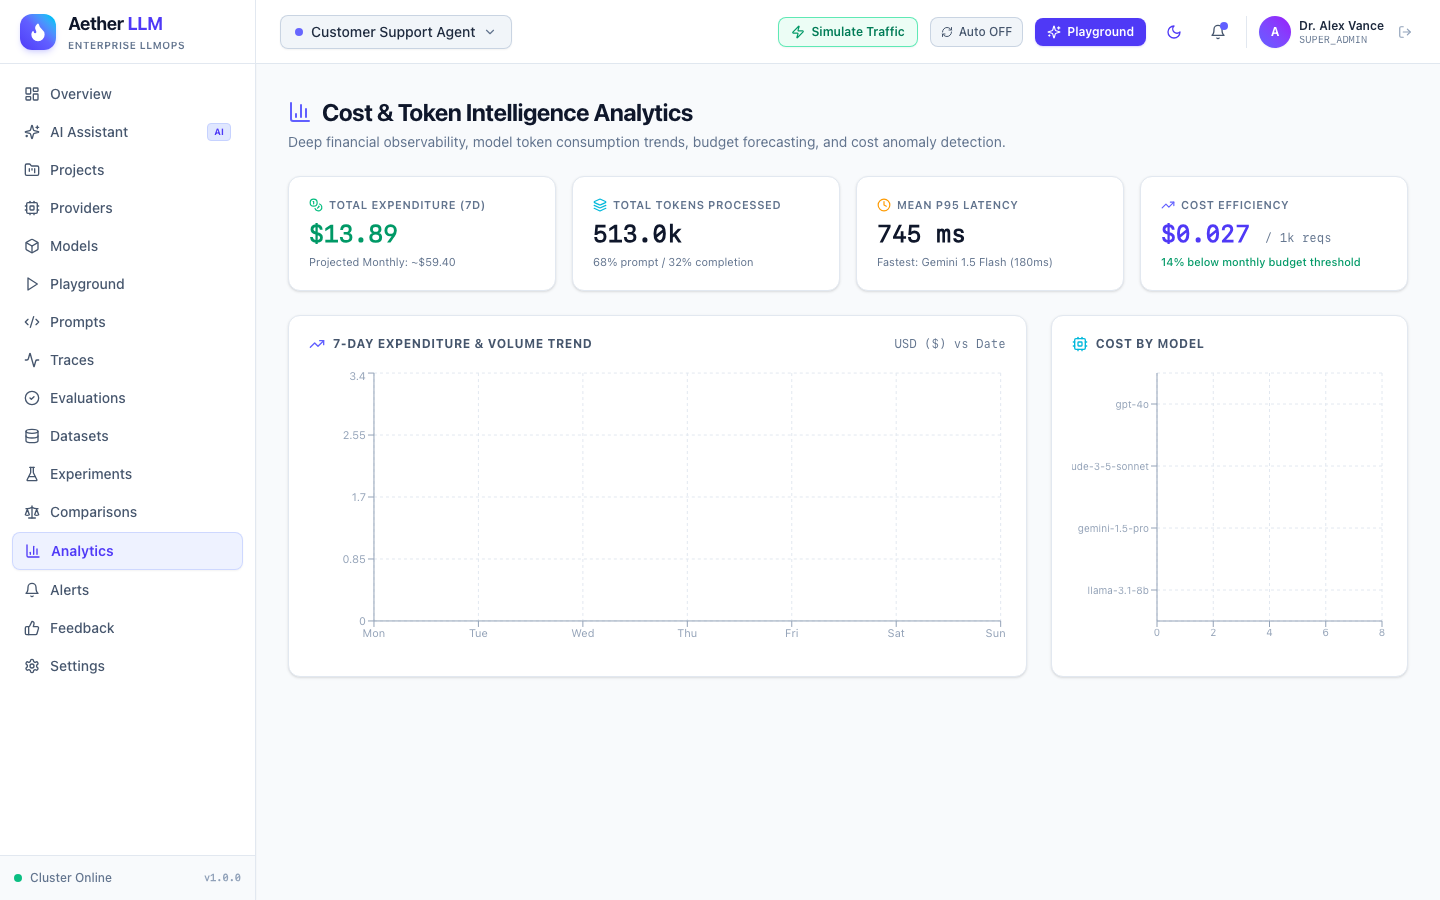 Aether LLM
ENTERPRISE LLMOPS
Customer Support Agent
Simulate Traffic
Auto OFF
Playground
A
Dr. Alex Vance
SUPER_ADMIN
Overview
AI Assistant
AI
Projects
Providers
Models
Playground
Prompts
Traces
Evaluations
Datasets
Experiments
Comparisons
Analytics
Alerts
Feedback
Settings
Cluster Online
v1.0.0
Cost & Token Intelligence Analytics
Deep financial observability, model token consumption trends, budget forecasting, and cost anomaly detection.
TOTAL EXPENDITURE (7D)
$13.89
Projected Monthly: ~$59.40
TOTAL TOKENS PROCESSED
513.0k
68% prompt / 32% completion
MEAN P95 LATENCY
745 ms
Fastest: Gemini 1.5 Flash (180ms)
COST EFFICIENCY
$0.027 / 1k reqs
14% below monthly budget threshold
7-DAY EXPENDITURE & VOLUME TREND
USD ($) vs Date
3.4
2.55
1.7
0.85
0
Mon Tue Wed Thu Fri Sat Sun
COST BY MODEL
gpt-4o
ude-3-5-sonnet
gemini-1.5-pro
llama-3.1-8b
0 2 4 6 8